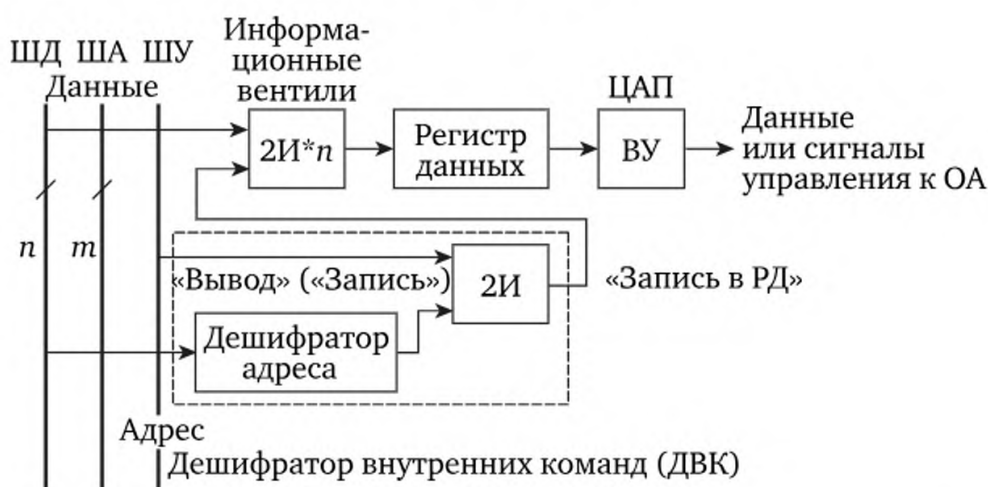 Информа-
ционные
вентили
ШД ША ШУ
Данные
ЦАП
2И*n
Регистр
данных
ВУ
Данные
или сигналы
управления к ОА
n
m
«Вывод» («Запись»)
2И
«Запись в РД»
Дешифратор
адреса
Адрес
Дешифратор внутренних команд (ДВК)